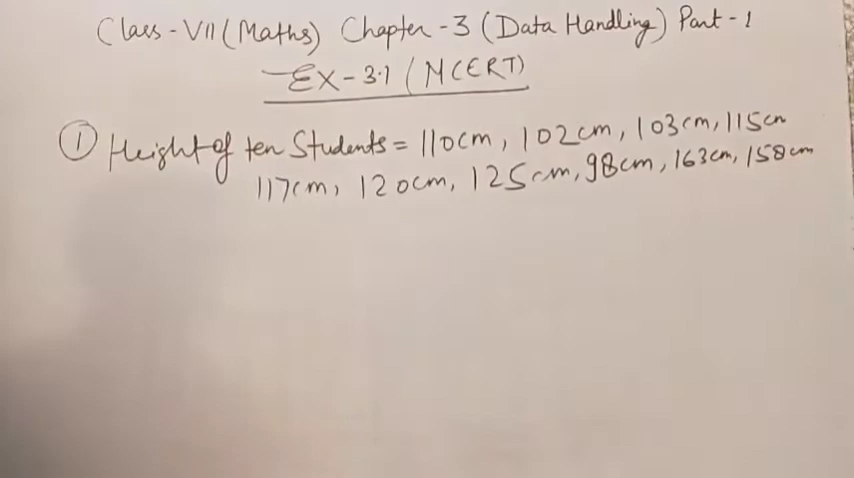 Class - VII (Maths) Chapter - 3 (Data Handling) Part - 1
EX - 3.1 (NCERT)
① Height of ten Students = 110cm, 102cm, 103cm, 115cm
117cm, 120cm, 125cm, 98cm, 163cm, 158cm